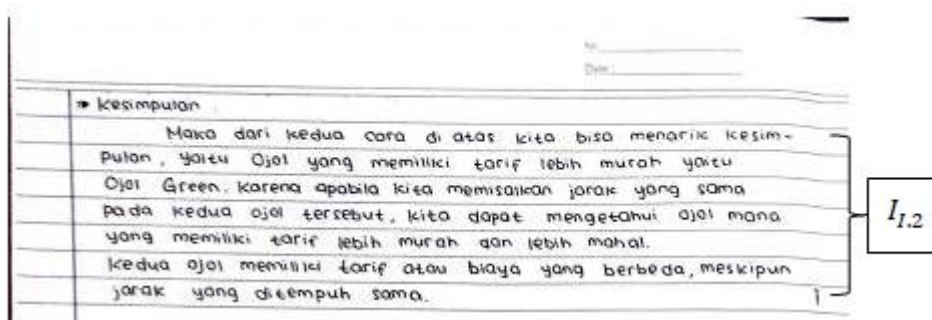 No
Date :
➔ Kesimpulan
Maka dari kedua cara di atas kita bisa menarik kesim-
pulan, yaitu Ojol yang memiliki tarif lebih murah yaitu
Ojol Green. Karena apabila kita memisalkan jarak yang sama
pada kedua ojol tersebut, kita dapat mengetahui ojol mana
yang memiliki tarif lebih murah dan lebih mahal.
Kedua ojol memiliki tarif atau biaya yang berbeda, meskipun
jarak yang ditempuh sama.
I1.2